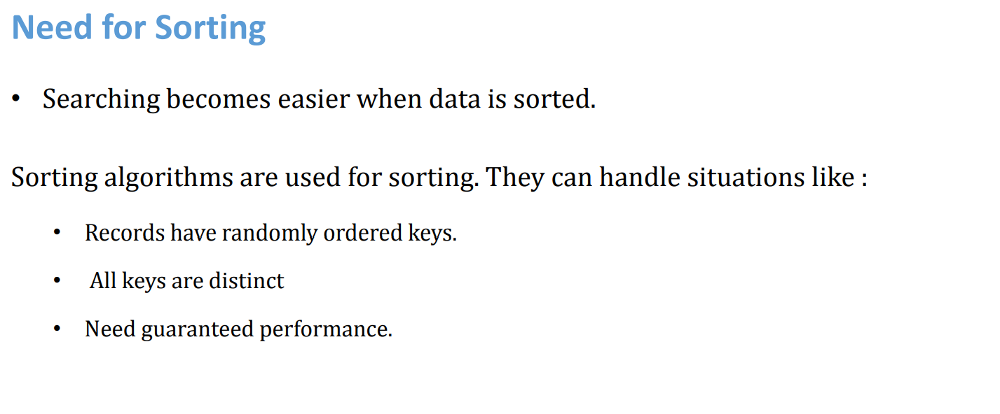 Need for Sorting
• Searching becomes easier when data is sorted.
Sorting algorithms are used for sorting. They can handle situations like :
• Records have randomly ordered keys.
• All keys are distinct
• Need guaranteed performance.